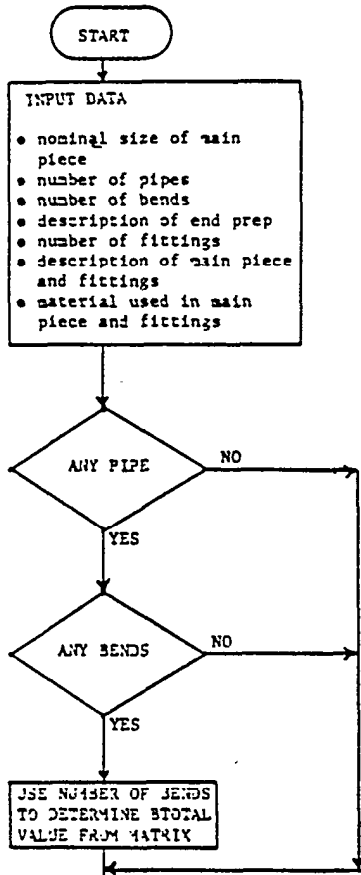 START
INPUT DATA
• nominal size of main
piece
• number of pipes
• number of bends
• description of end prep
• number of fittings
• description of main piece
and fittings
• material used in main
piece and fittings
ANY PIPE
NO
YES
ANY BENDS
NO
YES
USE NUMBER OF BENDS
TO DETERMINE BTOTAL
VALUE FROM MATRIX